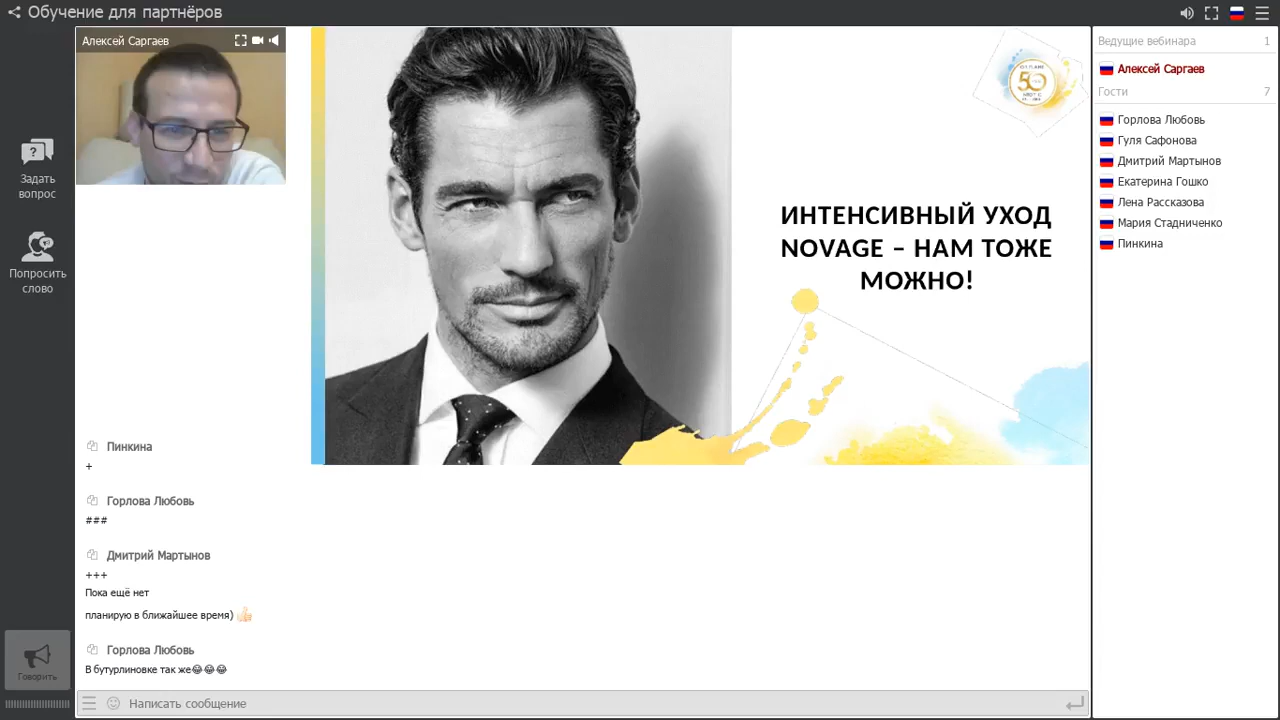 Обучение для партнёров
Алексей Саргаев
Задать
вопрос
Попросить
слово
Говорить
ИНТЕНСИВНЫЙ УХОД
NOVAGE – НАМ ТОЖЕ
МОЖНО!
50
Пинкина
+
Горлова Любовь
###
Дмитрий Мартынов
+++
Пока ещё нет
планирую в ближайшее время)
Горлова Любовь
В бутурлиновке так же😂😂😂
Написать сообщение
Ведущие вебинара 1
Алексей Саргаев
Гости 7
Горлова Любовь
Гуля Сафонова
Дмитрий Мартынов
Екатерина Гошко
Лена Рассказова
Мария Стадниченко
Пинкина